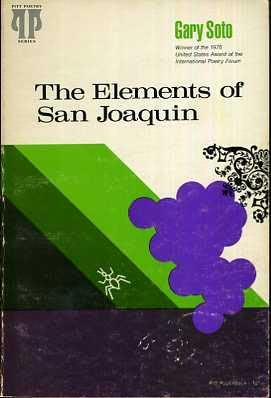 PITT POETRY
SERIES
Gary Soto
Winner of the 1976
United States Award of the
International Poetry Forum
The Elements of
San Joaquin